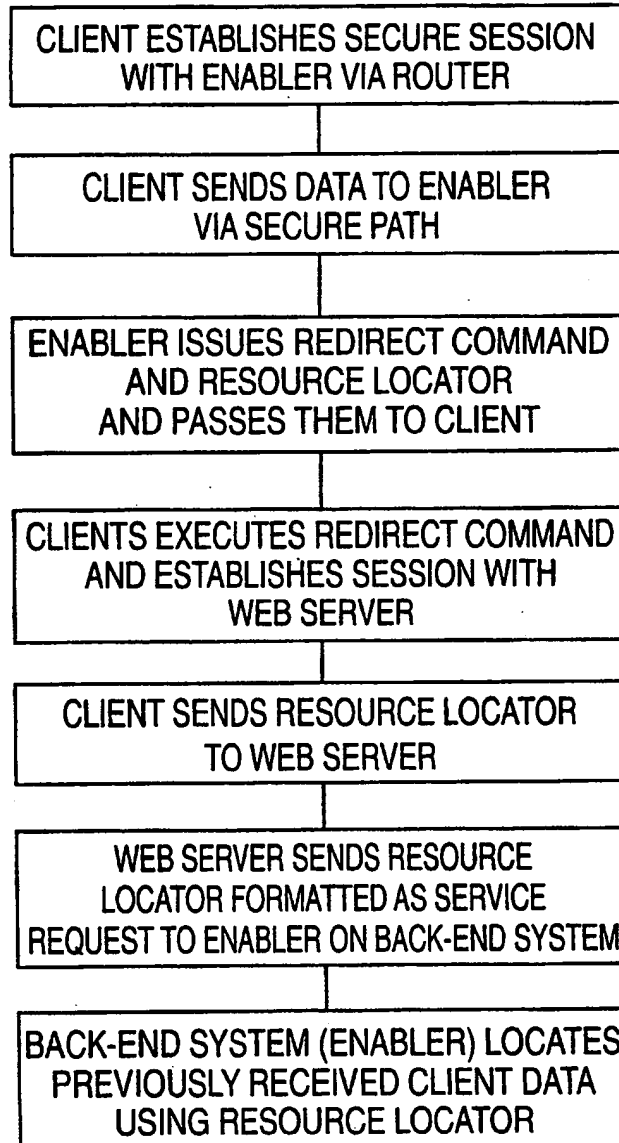 CLIENT ESTABLISHES SECURE SESSION
WITH ENABLER VIA ROUTER
CLIENT SENDS DATA TO ENABLER
VIA SECURE PATH
ENABLER ISSUES REDIRECT COMMAND
AND RESOURCE LOCATOR
AND PASSES THEM TO CLIENT
CLIENTS EXECUTES REDIRECT COMMAND
AND ESTABLISHES SESSION WITH
WEB SERVER
CLIENT SENDS RESOURCE LOCATOR
TO WEB SERVER
WEB SERVER SENDS RESOURCE
LOCATOR FORMATTED AS SERVICE
REQUEST TO ENABLER ON BACK-END SYSTEM
BACK-END SYSTEM (ENABLER) LOCATES
PREVIOUSLY RECEIVED CLIENT DATA
USING RESOURCE LOCATOR